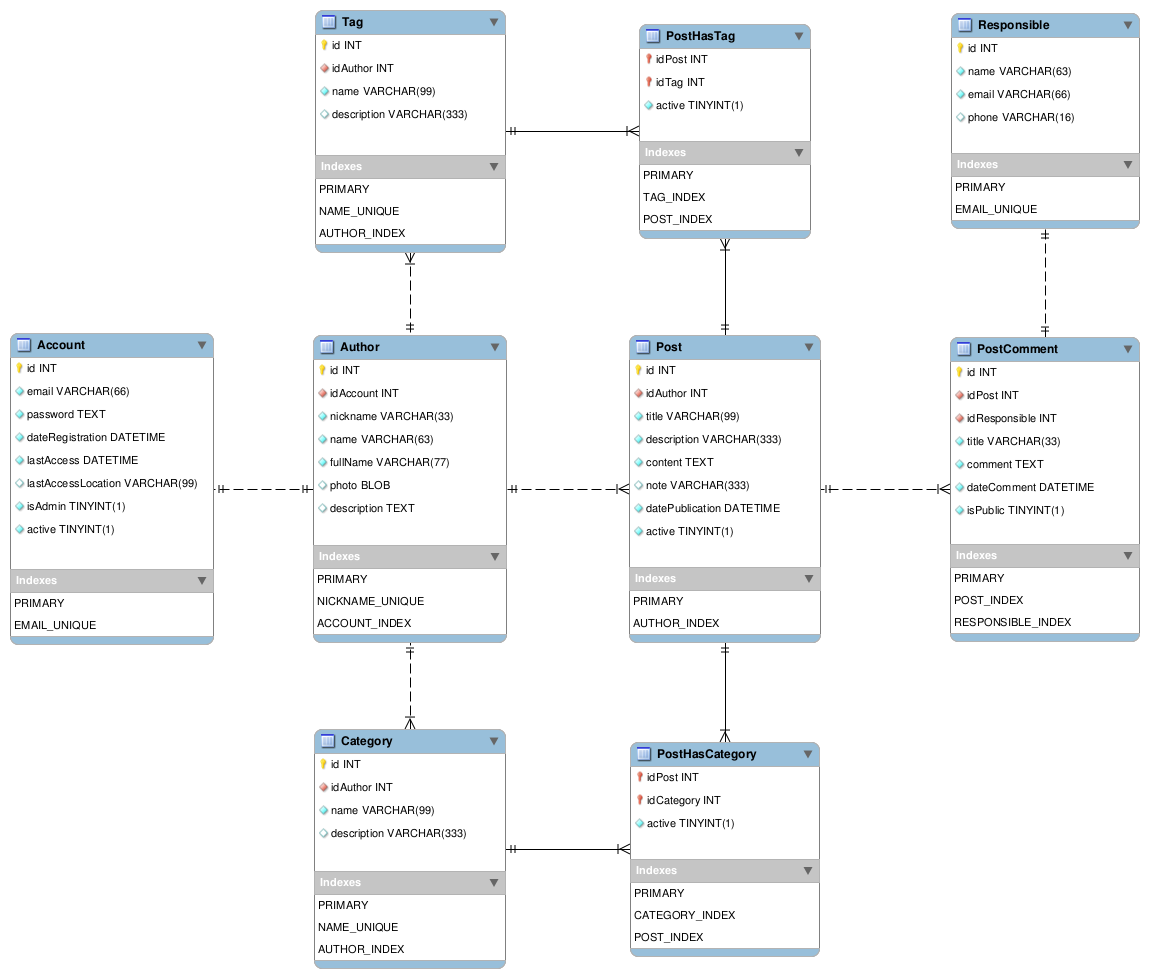 Tag
id INT
idAuthor INT
name VARCHAR(99)
description VARCHAR(333)
Indexes
PRIMARY
NAME_UNIQUE
AUTHOR_INDEX
PostHasTag
idPost INT
idTag INT
active TINYINT(1)
Indexes
PRIMARY
TAG_INDEX
POST_INDEX
Responsible
id INT
name VARCHAR(63)
email VARCHAR(66)
phone VARCHAR(16)
Indexes
PRIMARY
EMAIL_UNIQUE
Account
id INT
email VARCHAR(66)
password TEXT
dateRegistration DATETIME
lastAccess DATETIME
lastAccessLocation VARCHAR(99)
isAdmin TINYINT(1)
active TINYINT(1)
Indexes
PRIMARY
EMAIL_UNIQUE
Author
id INT
idAccount INT
nickname VARCHAR(33)
name VARCHAR(63)
fullName VARCHAR(77)
photo BLOB
description TEXT
Indexes
PRIMARY
NICKNAME_UNIQUE
ACCOUNT_INDEX
Post
id INT
idAuthor INT
title VARCHAR(99)
description VARCHAR(333)
content TEXT
note VARCHAR(333)
datePublication DATETIME
active TINYINT(1)
Indexes
PRIMARY
AUTHOR_INDEX
PostComment
id INT
idPost INT
idResponsible INT
title VARCHAR(33)
comment TEXT
dateComment DATETIME
isPublic TINYINT(1)
Indexes
PRIMARY
POST_INDEX
RESPONSIBLE_INDEX
Category
id INT
idAuthor INT
name VARCHAR(99)
description VARCHAR(333)
Indexes
PRIMARY
NAME_UNIQUE
AUTHOR_INDEX
PostHasCategory
idPost INT
idCategory INT
active TINYINT(1)
Indexes
PRIMARY
CATEGORY_INDEX
POST_INDEX